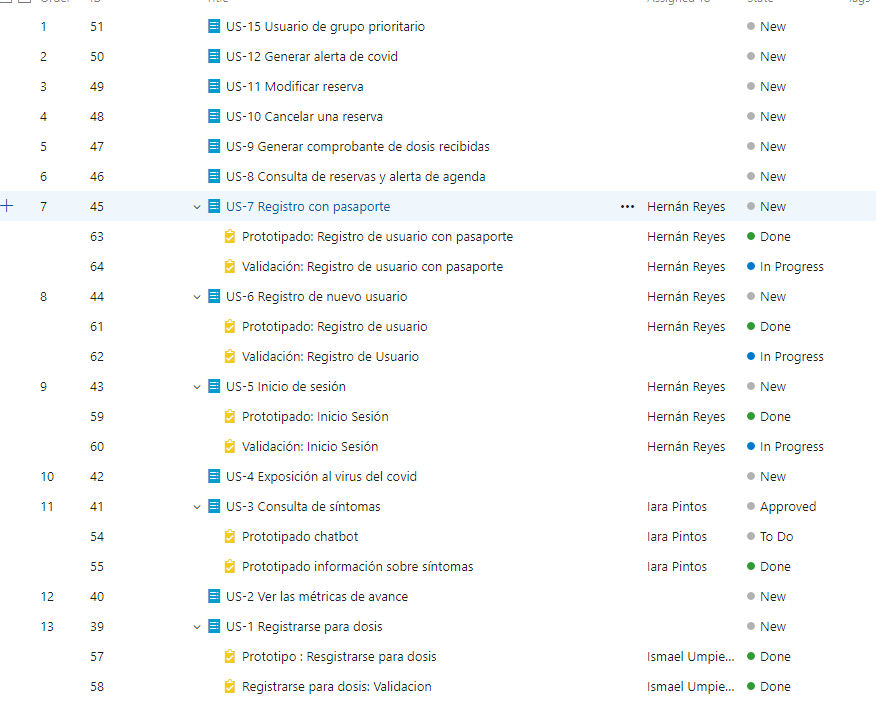 Order ID Title Assigned To State Tags
1 51 US-15 Usuario de grupo prioritario New
2 50 US-12 Generar alerta de covid New
3 49 US-11 Modificar reserva New
4 48 US-10 Cancelar una reserva New
5 47 US-9 Generar comprobante de dosis recibidas New
6 46 US-8 Consulta de reservas y alerta de agenda New
7 45 US-7 Registro con pasaporte ... Hernán Reyes New
63 Prototipado: Registro de usuario con pasaporte Hernán Reyes Done
64 Validación: Registro de usuario con pasaporte Hernán Reyes In Progress
8 44 US-6 Registro de nuevo usuario Hernán Reyes New
61 Prototipado: Registro de usuario Hernán Reyes Done
62 Validación: Registro de Usuario In Progress
9 43 US-5 Inicio de sesión Hernán Reyes New
59 Prototipado: Inicio Sesión Hernán Reyes Done
60 Validación: Inicio Sesión Hernán Reyes In Progress
10 42 US-4 Exposición al virus del covid New
11 41 US-3 Consulta de síntomas Iara Pintos Approved
54 Prototipado chatbot Iara Pintos To Do
55 Prototipado información sobre síntomas Iara Pintos Done
12 40 US-2 Ver las métricas de avance New
13 39 US-1 Registrarse para dosis New
57 Prototipo : Resgistrarse para dosis Ismael Umpie... Done
58 Registrarse para dosis: Validacion Ismael Umpie... Done